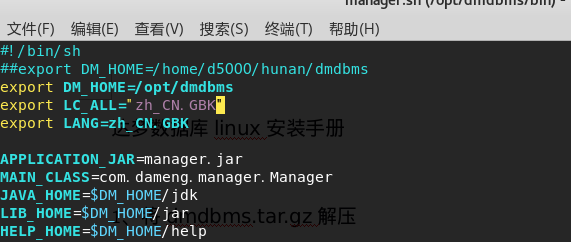 manager.sh (/opt/dmdbms/bin)
文件(F) 编辑(E) 查看(V) 搜索(S) 终端(T) 帮助(H)
#!/bin/sh
##export DM_HOME=/home/d5000/hunan/dmdbms
export DM_HOME=/opt/dmdbms
export LC_ALL="zh_CN.GBK"
export LANG=zh_CN.GBK
达梦数据库 linux 安装手册
APPLICATION_JAR=manager.jar
MAIN_CLASS=com.dameng.manager.Manager
JAVA_HOME=$DM_HOME/jdk
LIB_HOME=$DM_HOME/jar
dmdbms.tar.gz 解压
HELP_HOME=$DM_HOME/help